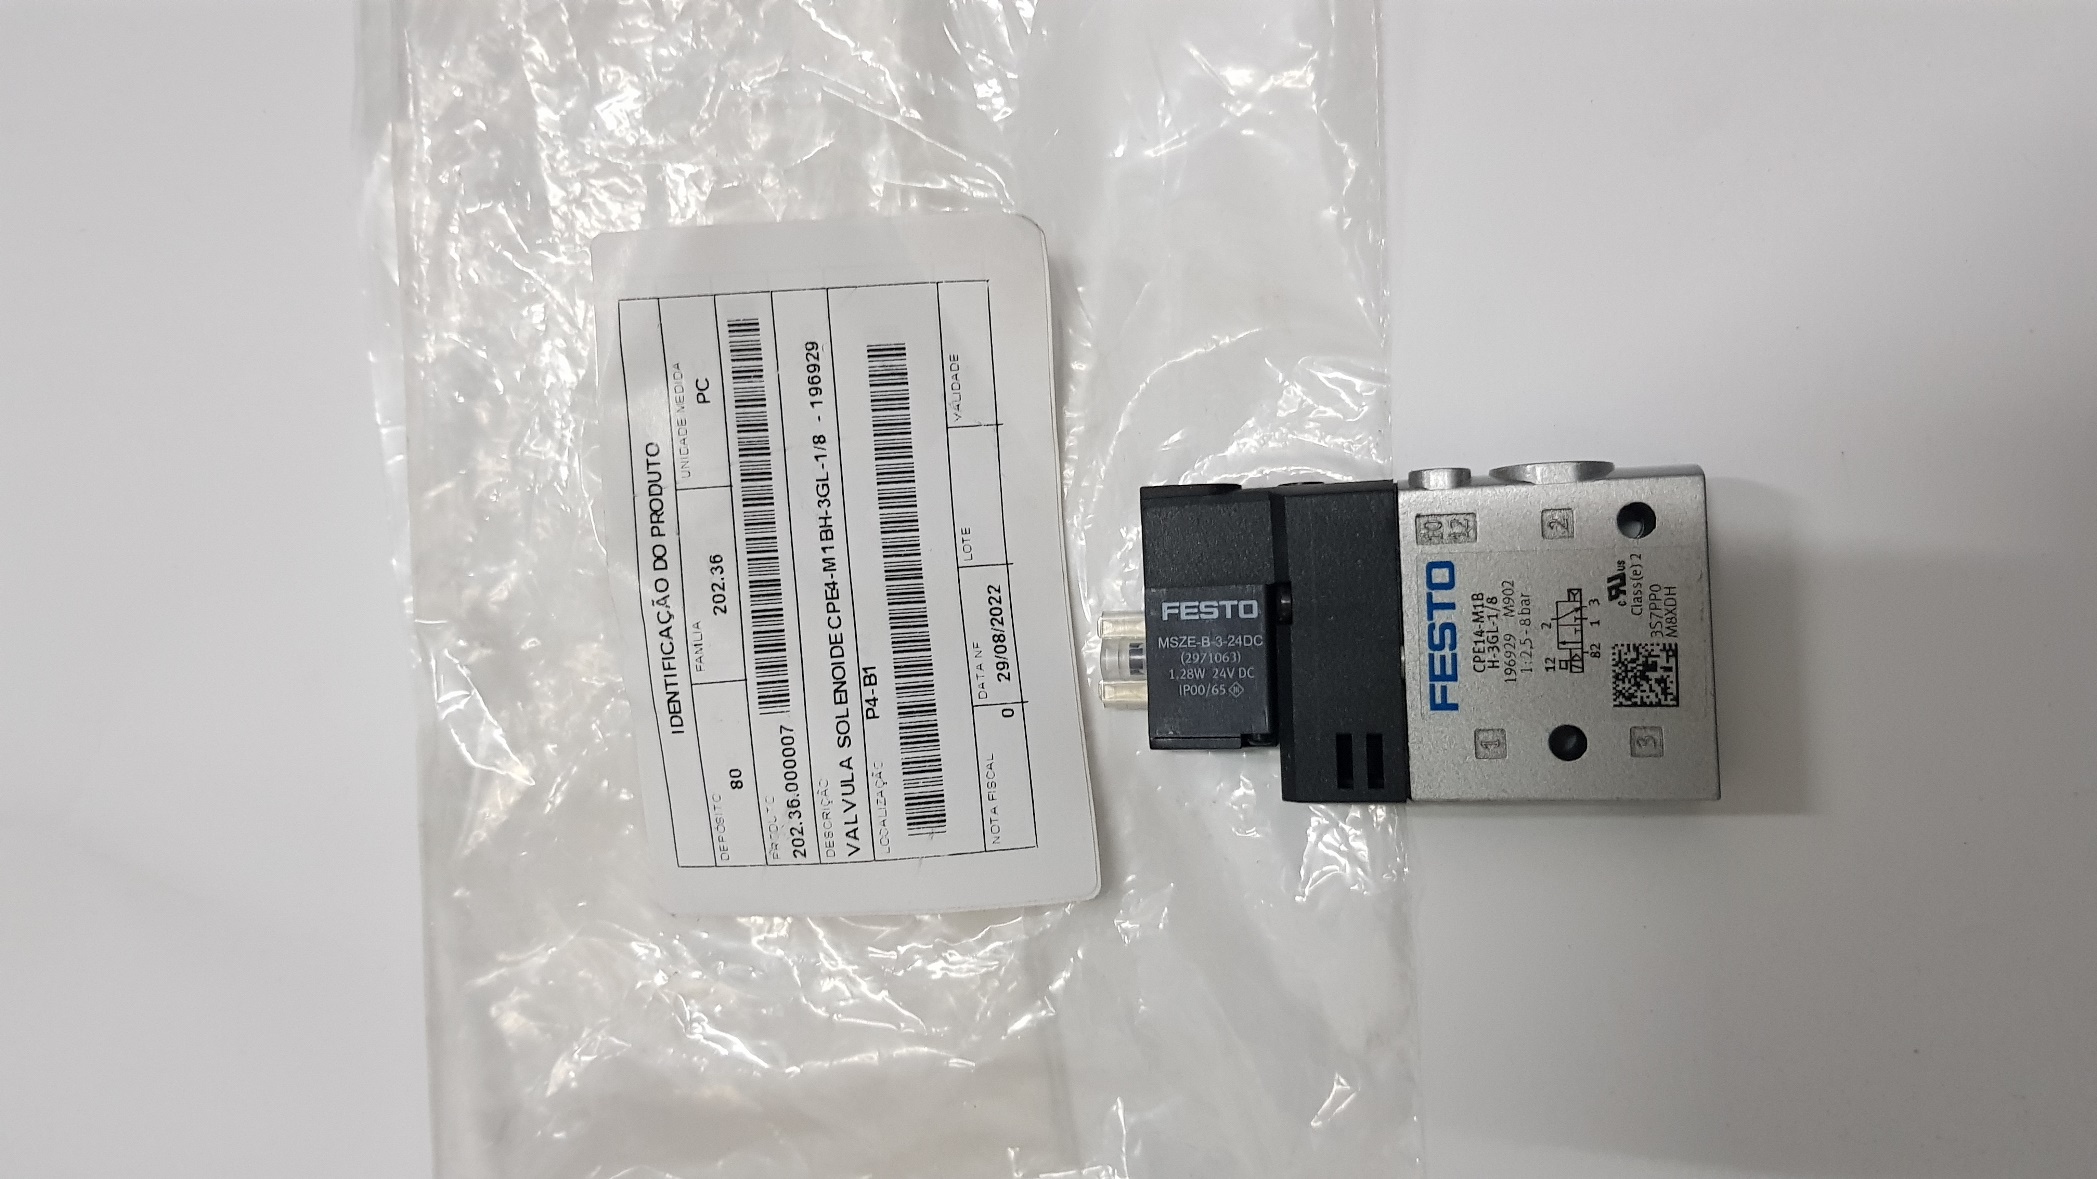 IDENTIFICAÇÃO DO PRODUTO
DEPÓSITO FAMILIA UNIDADE MEDIDA
80 202.36 PC
PRODUTO
202.36.000007
DESCRIÇÃO
VALVULA SOLENOIDE CPE4-M1BH-3GL-1/8 - 196929
LOCALIZAÇÃO P4-B1
NOTA FISCAL DATA NF LOTE VALIDADE
0 29/08/2022
FESTO
MSZE-B-3-24DC
(2971063)
1.28W 24V DC
IP00/65
FESTO
10
12
1
CPE14-M1B
H-3GL-1/8
196929 M902
1:2,5-8bar
12 2
82 1 3
2
3
c RU us
Class(e) 2
3S7PP0
M8XDH